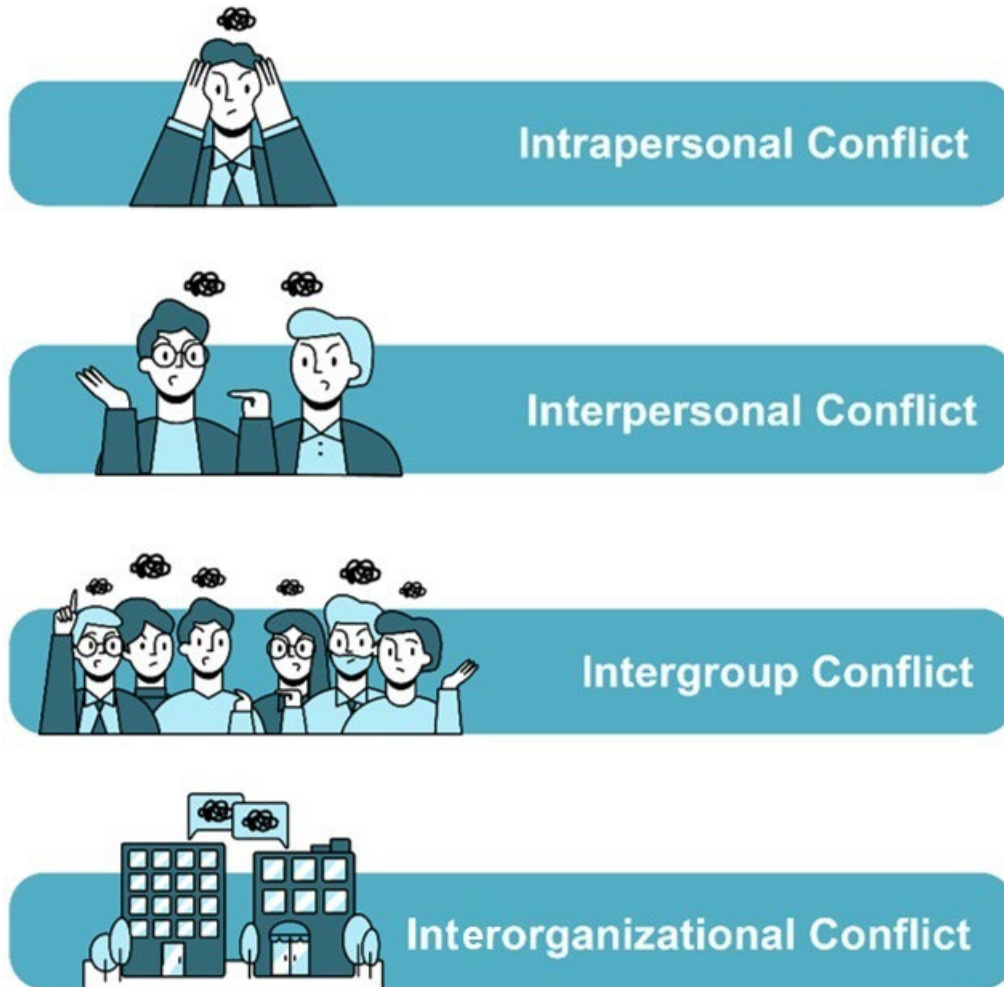 Intrapersonal Conflict
Interpersonal Conflict
Intergroup Conflict
Interorganizational Conflict